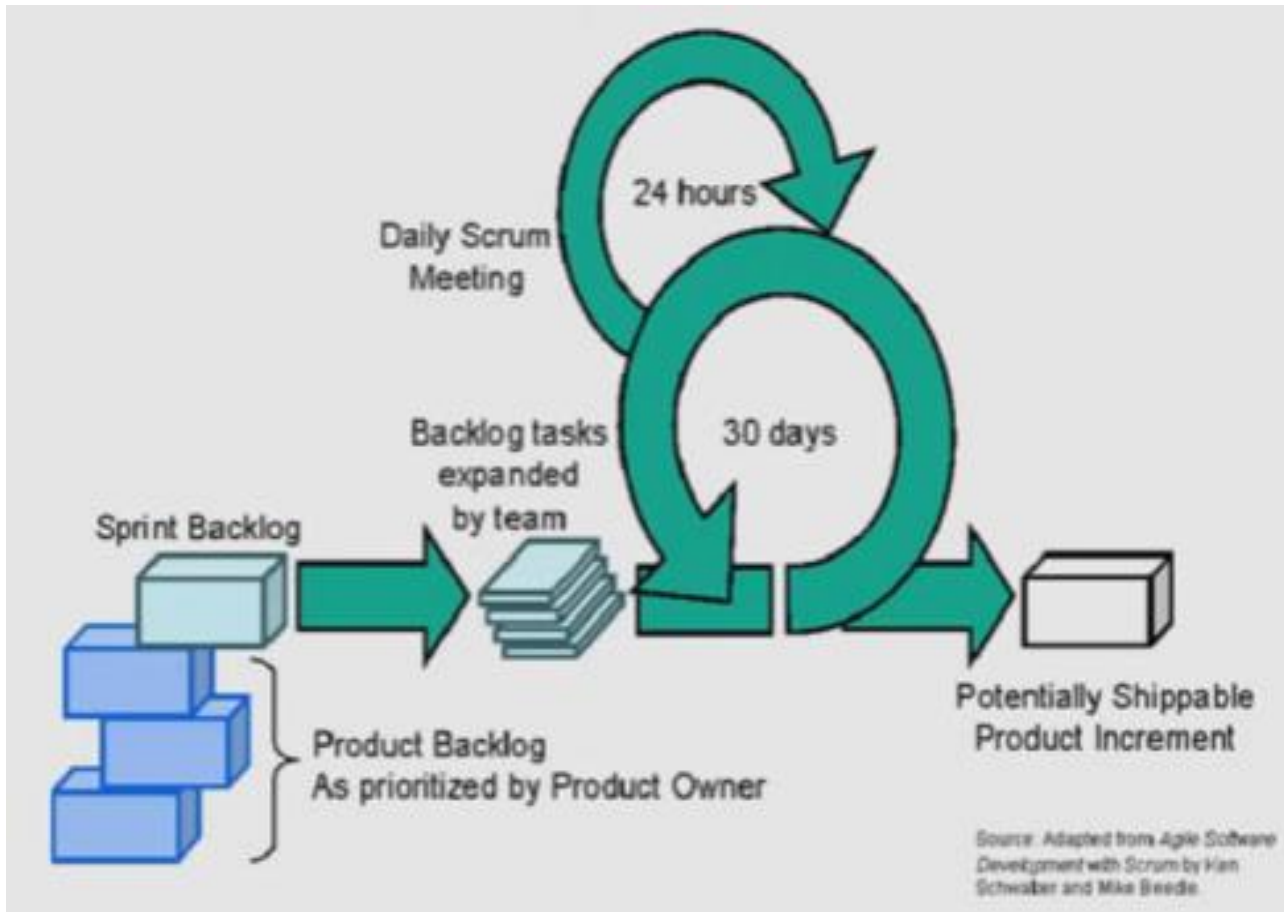 24 hours
Daily Scrum
Meeting
30 days
Backlog tasks
expanded
by team
Sprint Backlog
Product Backlog
As prioritized by Product Owner
Potentially Shippable
Product Increment
Source: Adapted from Agile Software
Development with Scrum by Ken
Schwaber and Mike Beedle.